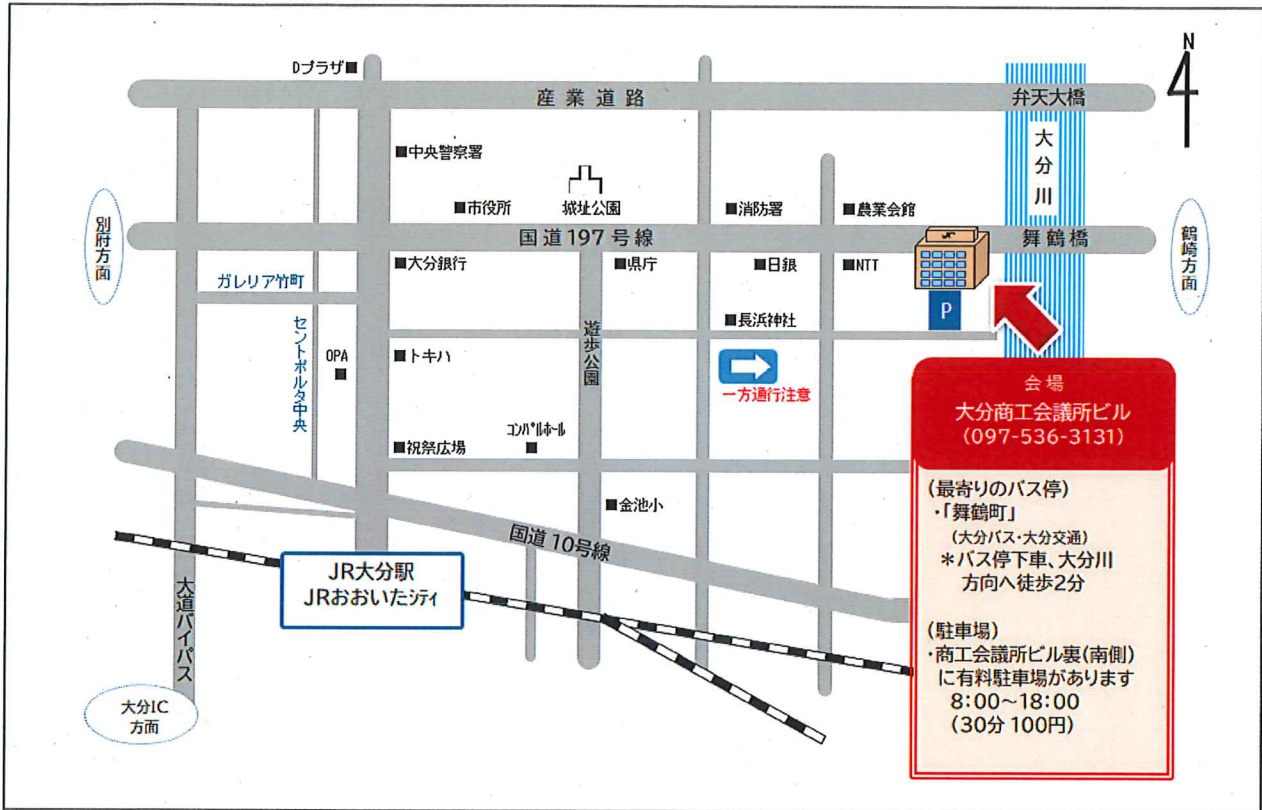 N
Dプラザ■
産業道路
弁天大橋
■中央警察署
大分川
別府方面
■市役所
城址公園
■消防署
■農業会館
鶴崎方面
国道197号線
舞鶴橋
■大分銀行
■県庁
■日銀
■NTT
ガレリア竹町
P
セントポルタ中央
遊歩公園
■長浜神社
OPA
■トキハ
一方通行注意
コンパルホール
■祝祭広場
■金池小
国道10号線
JR大分駅
JRおおいたシティ
大道バイパス
大分IC
方面
会場
大分商工会議所ビル
(097-536-3131)
(最寄りのバス停)
・「舞鶴町」
(大分バス・大分交通)
*バス停下車、大分川
方向へ徒歩2分
(駐車場)
・商工会議所ビル裏(南側)
に有料駐車場があります
8:00~18:00
(30分 100円)